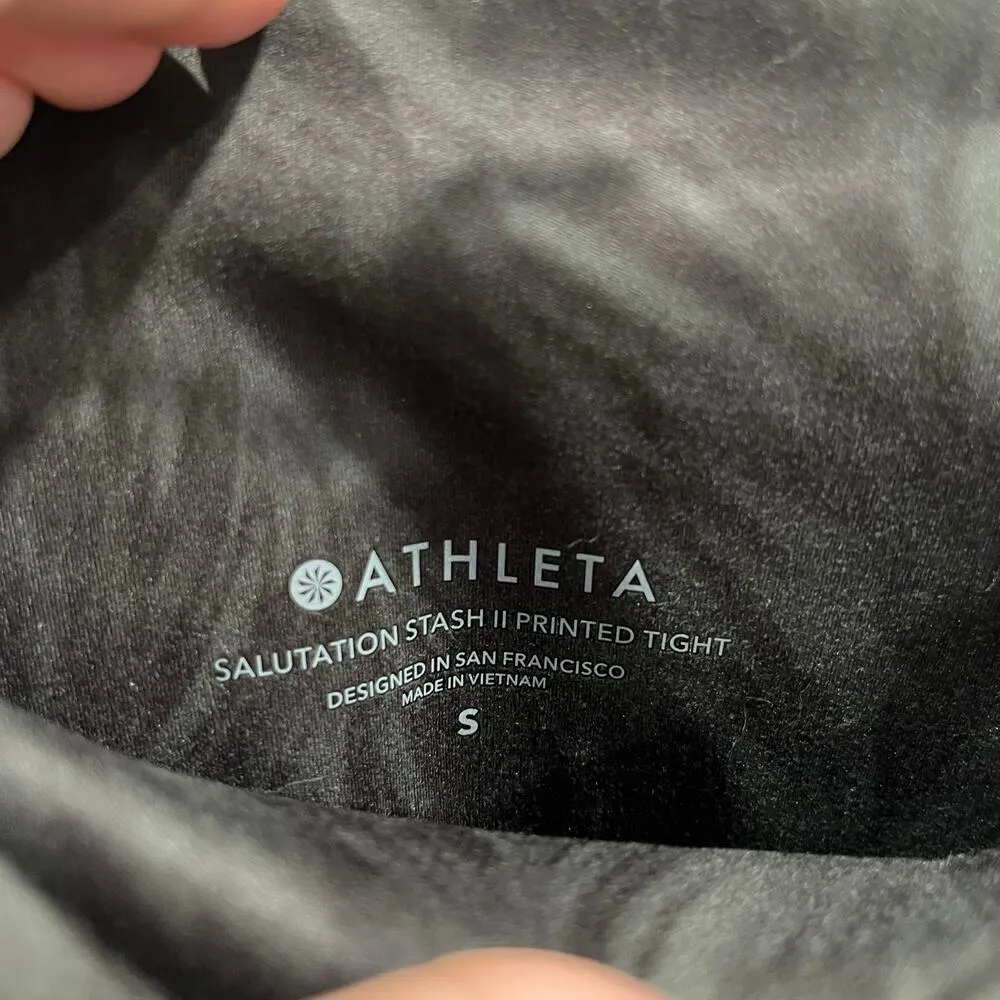 ATHLETA
SALUTATION STASH II PRINTED TIGHT
DESIGNED IN SAN FRANCISCO
MADE IN VIETNAM
S